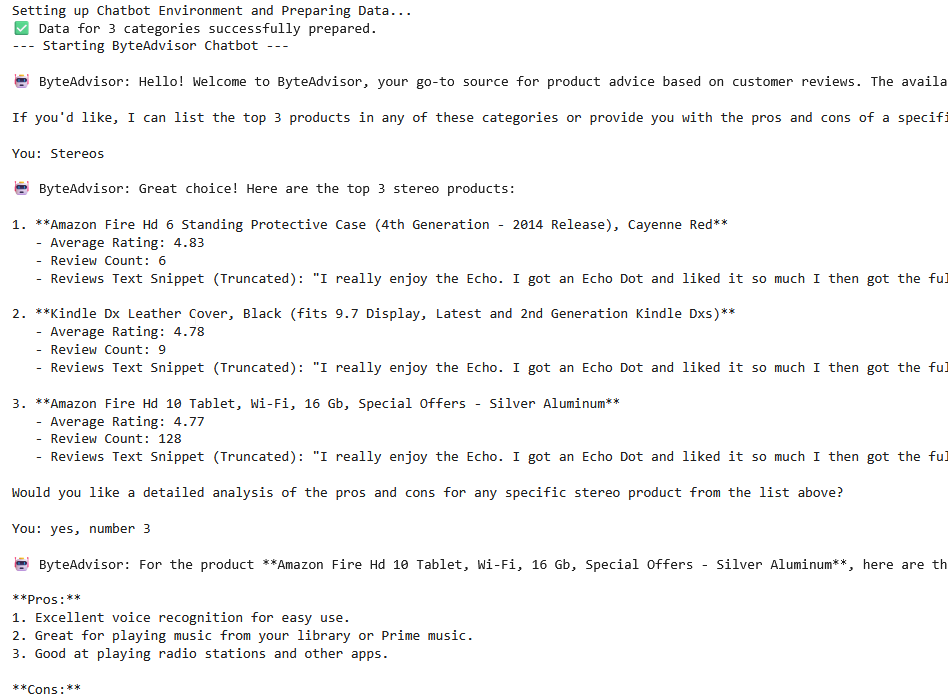 Setting up Chatbot Environment and Preparing Data...
✅ Data for 3 categories successfully prepared.
--- Starting ByteAdvisor Chatbot ---
🤖 ByteAdvisor: Hello! Welcome to ByteAdvisor, your go-to source for product advice based on customer reviews. The availa
If you'd like, I can list the top 3 products in any of these categories or provide you with the pros and cons of a specifi
You: Stereos
🤖 ByteAdvisor: Great choice! Here are the top 3 stereo products:
1. **Amazon Fire Hd 6 Standing Protective Case (4th Generation - 2014 Release), Cayenne Red**
- Average Rating: 4.83
- Review Count: 6
- Reviews Text Snippet (Truncated): "I really enjoy the Echo. I got an Echo Dot and liked it so much I then got the ful
2. **Kindle Dx Leather Cover, Black (fits 9.7 Display, Latest and 2nd Generation Kindle Dxs)**
- Average Rating: 4.78
- Review Count: 9
- Reviews Text Snippet (Truncated): "I really enjoy the Echo. I got an Echo Dot and liked it so much I then got the ful
3. **Amazon Fire Hd 10 Tablet, Wi-Fi, 16 Gb, Special Offers - Silver Aluminum**
- Average Rating: 4.77
- Review Count: 128
- Reviews Text Snippet (Truncated): "I really enjoy the Echo. I got an Echo Dot and liked it so much I then got the ful
Would you like a detailed analysis of the pros and cons for any specific stereo product from the list above?
You: yes, number 3
🤖 ByteAdvisor: For the product **Amazon Fire Hd 10 Tablet, Wi-Fi, 16 Gb, Special Offers - Silver Aluminum**, here are th
**Pros:**
1. Excellent voice recognition for easy use.
2. Great for playing music from your library or Prime music.
3. Good at playing radio stations and other apps.
**Cons:**